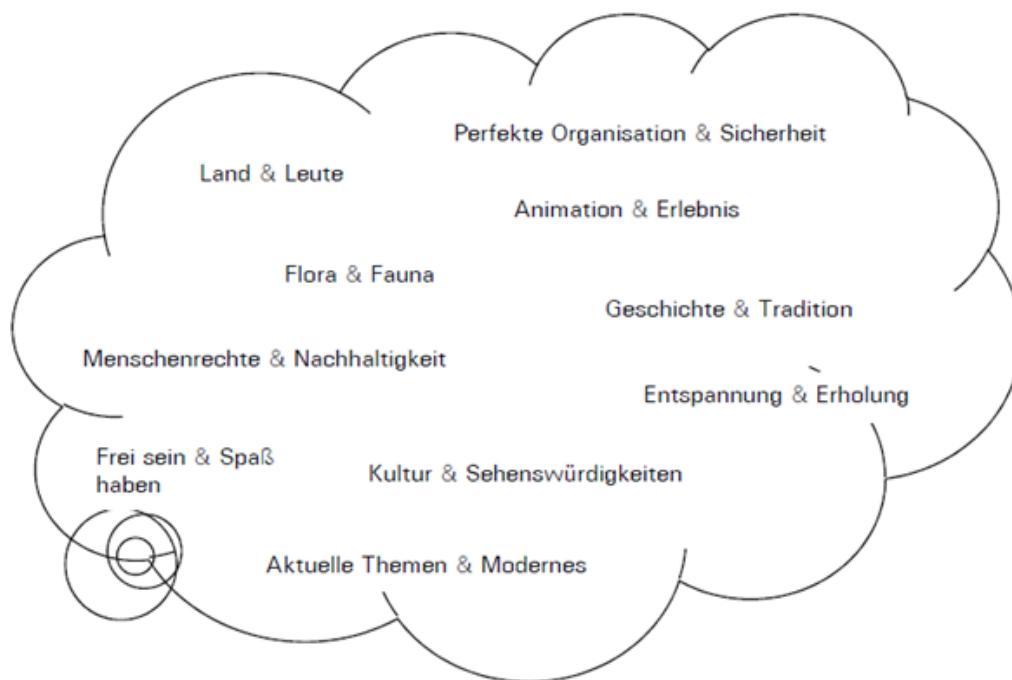 Perfekte Organisation & Sicherheit
Land & Leute
Animation & Erlebnis
Flora & Fauna
Geschichte & Tradition
Menschenrechte & Nachhaltigkeit
Entspannung & Erholung
Frei sein & Spaß
haben
Kultur & Sehenswürdigkeiten
Aktuelle Themen & Modernes